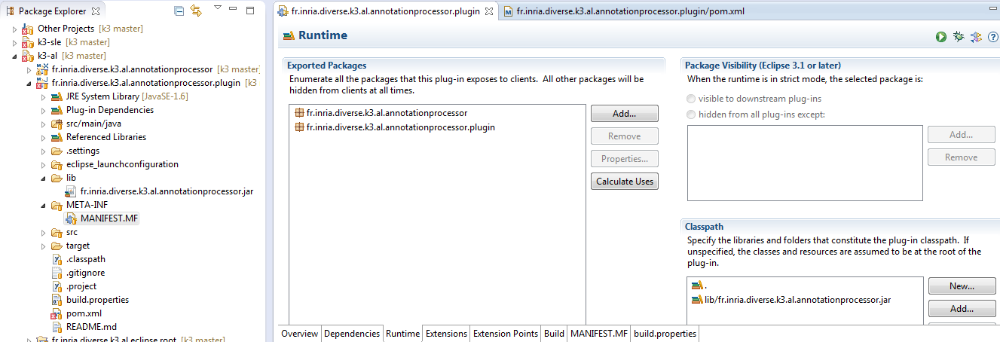 Package Explorer
Other Projects [k3 master]
k3-sle [k3 master]
k3-al [k3 master]
fr.inria.diverse.k3.al.annotationprocessor [k3 master]
fr.inria.diverse.k3.al.annotationprocessor.plugin [k3
JRE System Library [JavaSE-1.6]
Plug-in Dependencies
src/main/java
Referenced Libraries
.settings
eclipse_launchconfiguration
lib
fr.inria.diverse.k3.al.annotationprocessor.jar
META-INF
MANIFEST.MF
src
target
.classpath
.gitignore
.project
build.properties
pom.xml
README.md
fr.inria.diverse.k3.al.eclipse.root [k3 master]
fr.inria.diverse.k3.al.annotationprocessor.plugin
fr.inria.diverse.k3.al.annotationprocessor.plugin/pom.xml
Runtime
Exported Packages
Enumerate all the packages that this plug-in exposes to clients. All other packages will be
hidden from clients at all times.
fr.inria.diverse.k3.al.annotationprocessor
fr.inria.diverse.k3.al.annotationprocessor.plugin
Add...
Remove
Properties...
Calculate Uses
Package Visibility (Eclipse 3.1 or later)
When the runtime is in strict mode, the selected package is:
visible to downstream plug-ins
hidden from all plug-ins except:
Add...
Remove
Classpath
Specify the libraries and folders that constitute the plug-in classpath. If
unspecified, the classes and resources are assumed to be at the root of the
plug-in.
.
lib/fr.inria.diverse.k3.al.annotationprocessor.jar
New...
Add...
Overview Dependencies Runtime Extensions Extension Points Build MANIFEST.MF build.properties